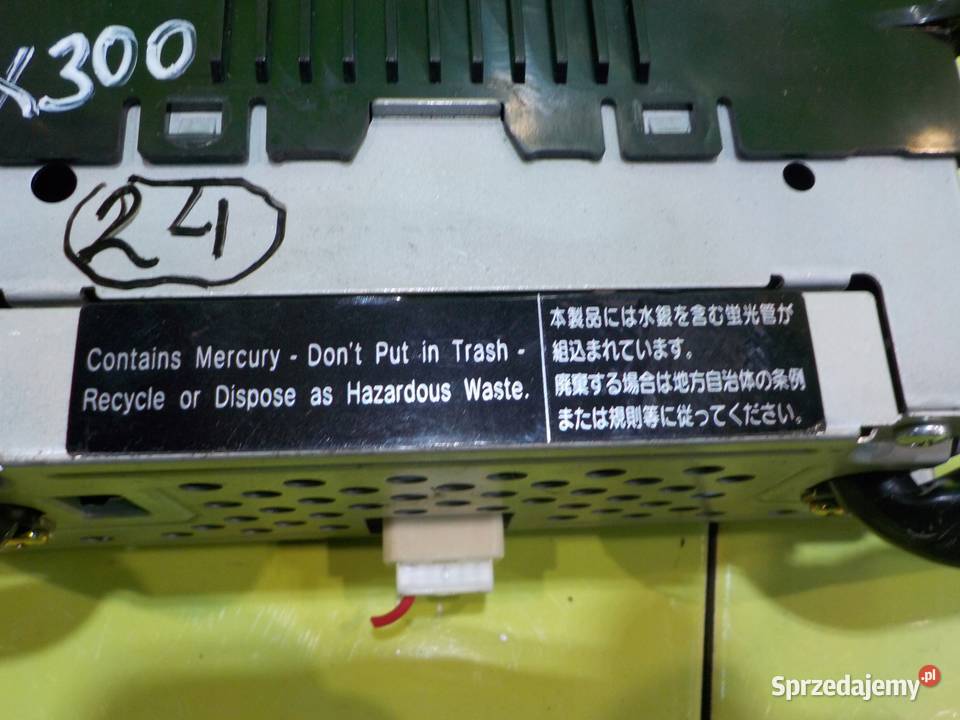 X300
24
Contains Mercury - Don't Put in Trash -
Recycle or Dispose as Hazardous Waste.
本製品には水銀を含む蛍光管が
組込まれています。
廃棄する場合は地方自治体の条例
または規則等に従ってください。
Sprzedajemy.pl